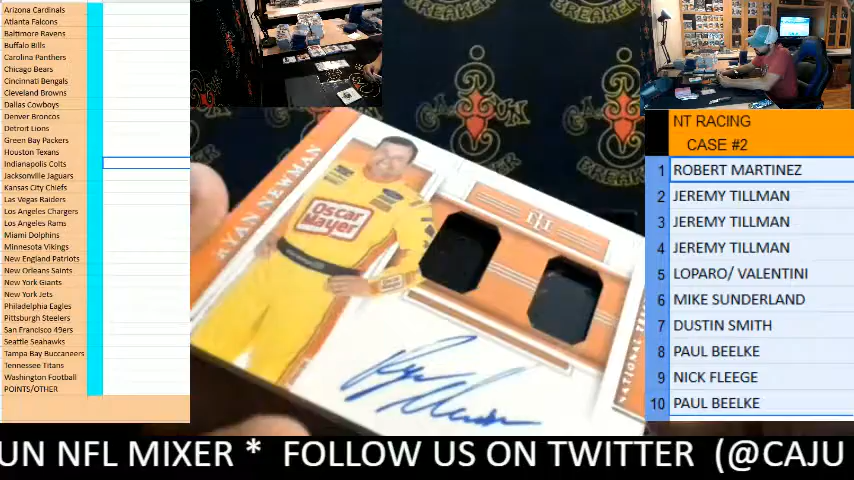 Arizona Cardinals
Atlanta Falcons
Baltimore Ravens
Buffalo Bills
Carolina Panthers
Chicago Bears
Cincinnati Bengals
Cleveland Browns
Dallas Cowboys
Denver Broncos
Detroit Lions
Green Bay Packers
Houston Texans
Indianapolis Colts
Jacksonville Jaguars
Kansas City Chiefs
Las Vegas Raiders
Los Angeles Chargers
Los Angeles Rams
Miami Dolphins
Minnesota Vikings
New England Patriots
New Orleans Saints
New York Giants
New York Jets
Philadelphia Eagles
Pittsburgh Steelers
San Francisco 49ers
Seattle Seahawks
Tampa Bay Buccaneers
Tennessee Titans
Washington Football
POINTS/OTHER
RYAN NEWMAN
Oscar
Mayer
NT
NATIONAL
BREAKER
NT RACING
CASE #2
1 ROBERT MARTINEZ
2 JEREMY TILLMAN
3 JEREMY TILLMAN
4 JEREMY TILLMAN
5 LOPARO/ VALENTINI
6 MIKE SUNDERLAND
7 DUSTIN SMITH
8 PAUL BEELKE
9 NICK FLEEGE
10 PAUL BEELKE
UN NFL MIXER * FOLLOW US ON TWITTER (@CAJU